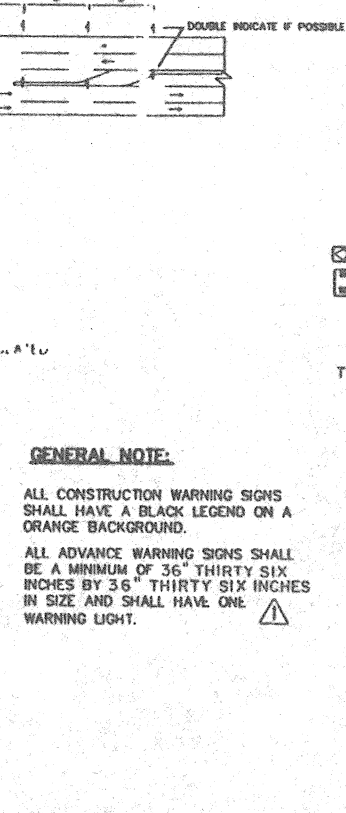 DOUBLE INDICATE IF POSSIBLE
GENERAL NOTE:
ALL CONSTRUCTION WARNING SIGNS
SHALL HAVE A BLACK LEGEND ON A
ORANGE BACKGROUND.
ALL ADVANCE WARNING SIGNS SHALL
BE A MINIMUM OF 36" THIRTY SIX
INCHES BY 36" THIRTY SIX INCHES
IN SIZE AND SHALL HAVE ONE
WARNING LIGHT. 1
T